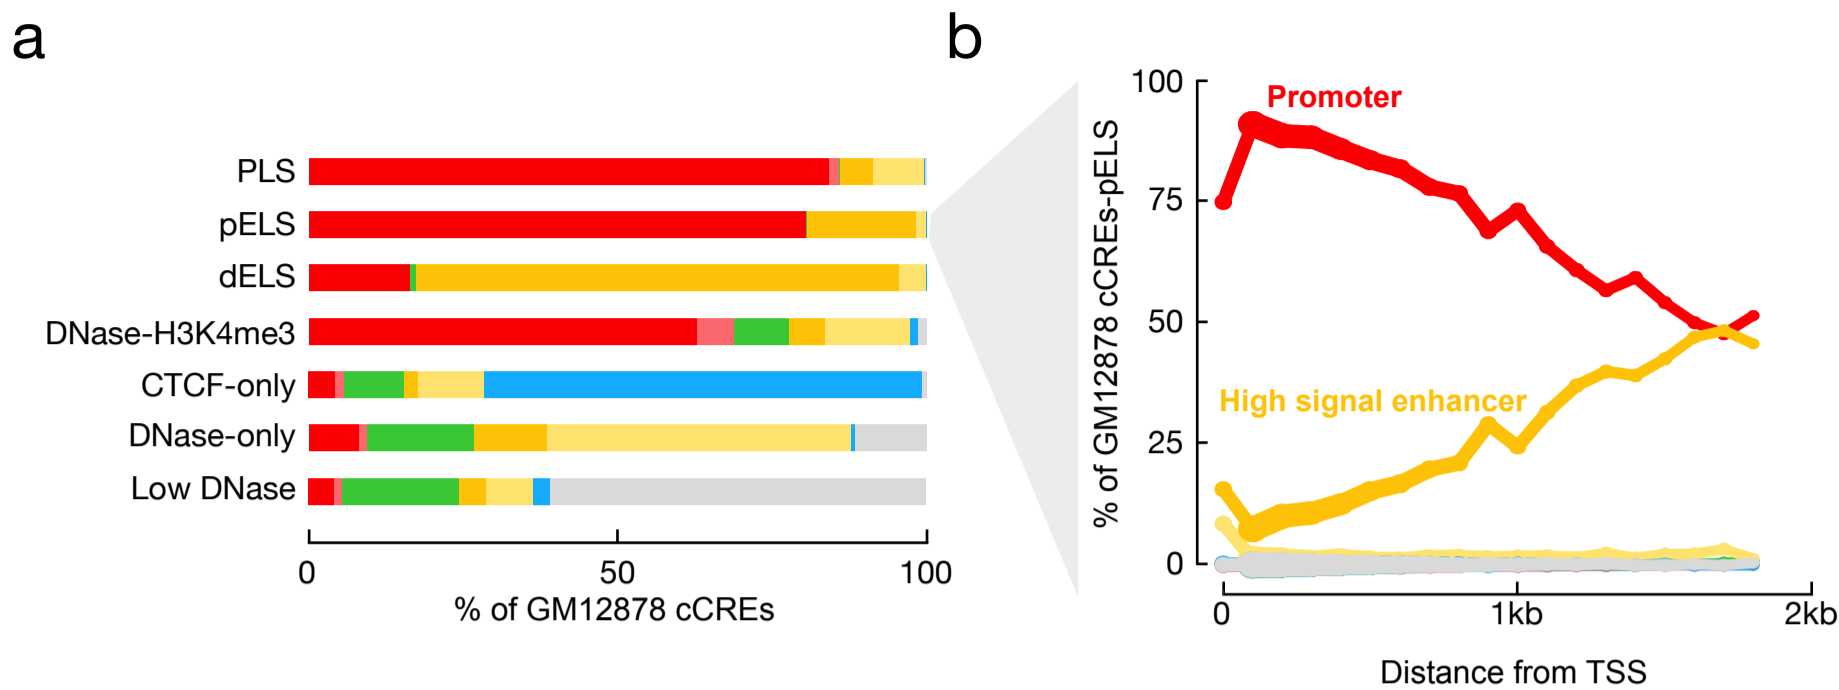 a
PLS
pELS
dELS
DNase-H3K4me3
CTCF-only
DNase-only
Low DNase
0 50 100
% of GM12878 cCREs
b
% of GM12878 cCREs-pELS
100
75
50
25
0
Promoter
High signal enhancer
0 1kb 2kb
Distance from TSS